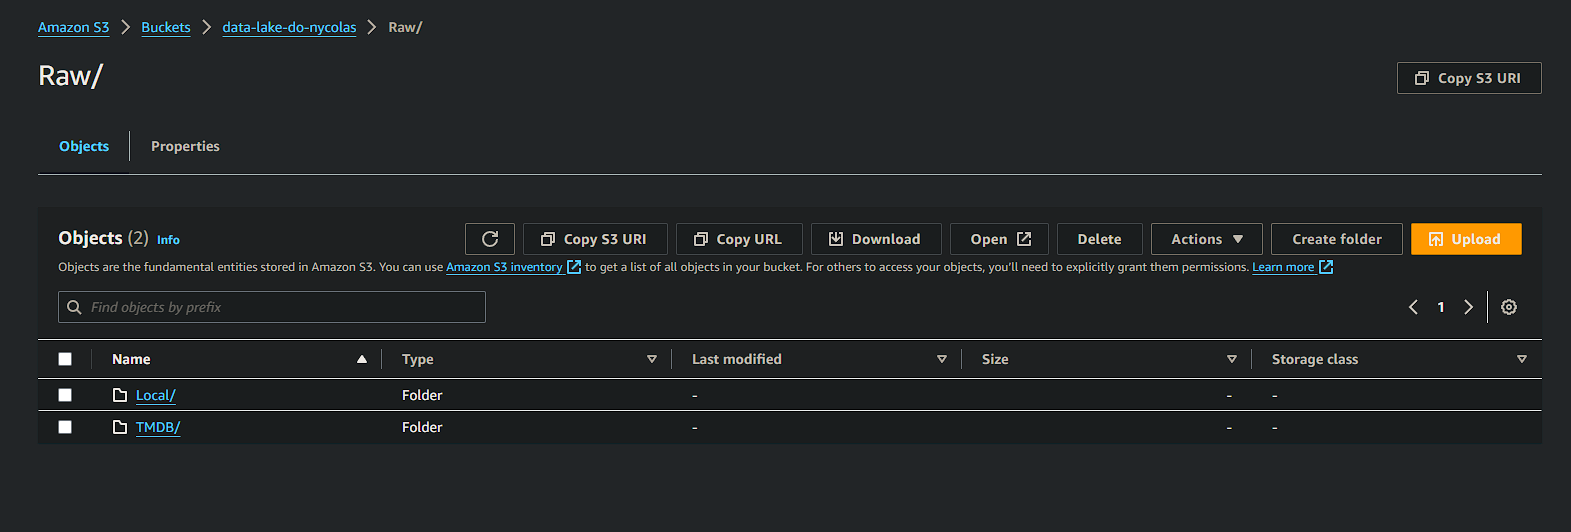 Amazon S3 > Buckets > data-lake-do-nycolas > Raw/
Raw/
Copy S3 URI
Objects Properties
Objects (2) Info
Copy S3 URI Copy URL Download Open Delete Actions Create folder Upload
Objects are the fundamental entities stored in Amazon S3. You can use Amazon S3 inventory to get a list of all objects in your bucket. For others to access your objects, you'll need to explicitly grant them permissions. Learn more
Find objects by prefix
1
Name Type Last modified Size Storage class
Local/ Folder - - -
TMDB/ Folder - - -